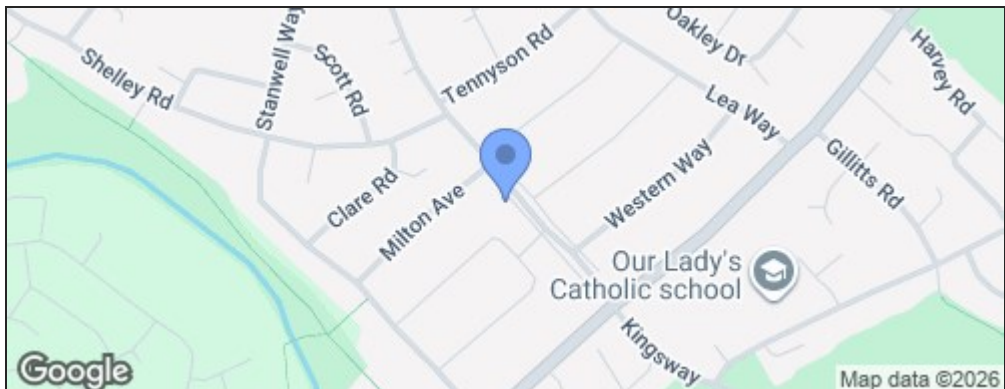 Oakley Dr
Harvey Rd
Stanwell Way
Scott Rd
Tennyson Rd
Shelley Rd
Lea Way
Gillitts Rd
Western Way
Clare Rd
Milton Ave
Our Lady's
Catholic school
Kingsway
Google
Map data ©2026